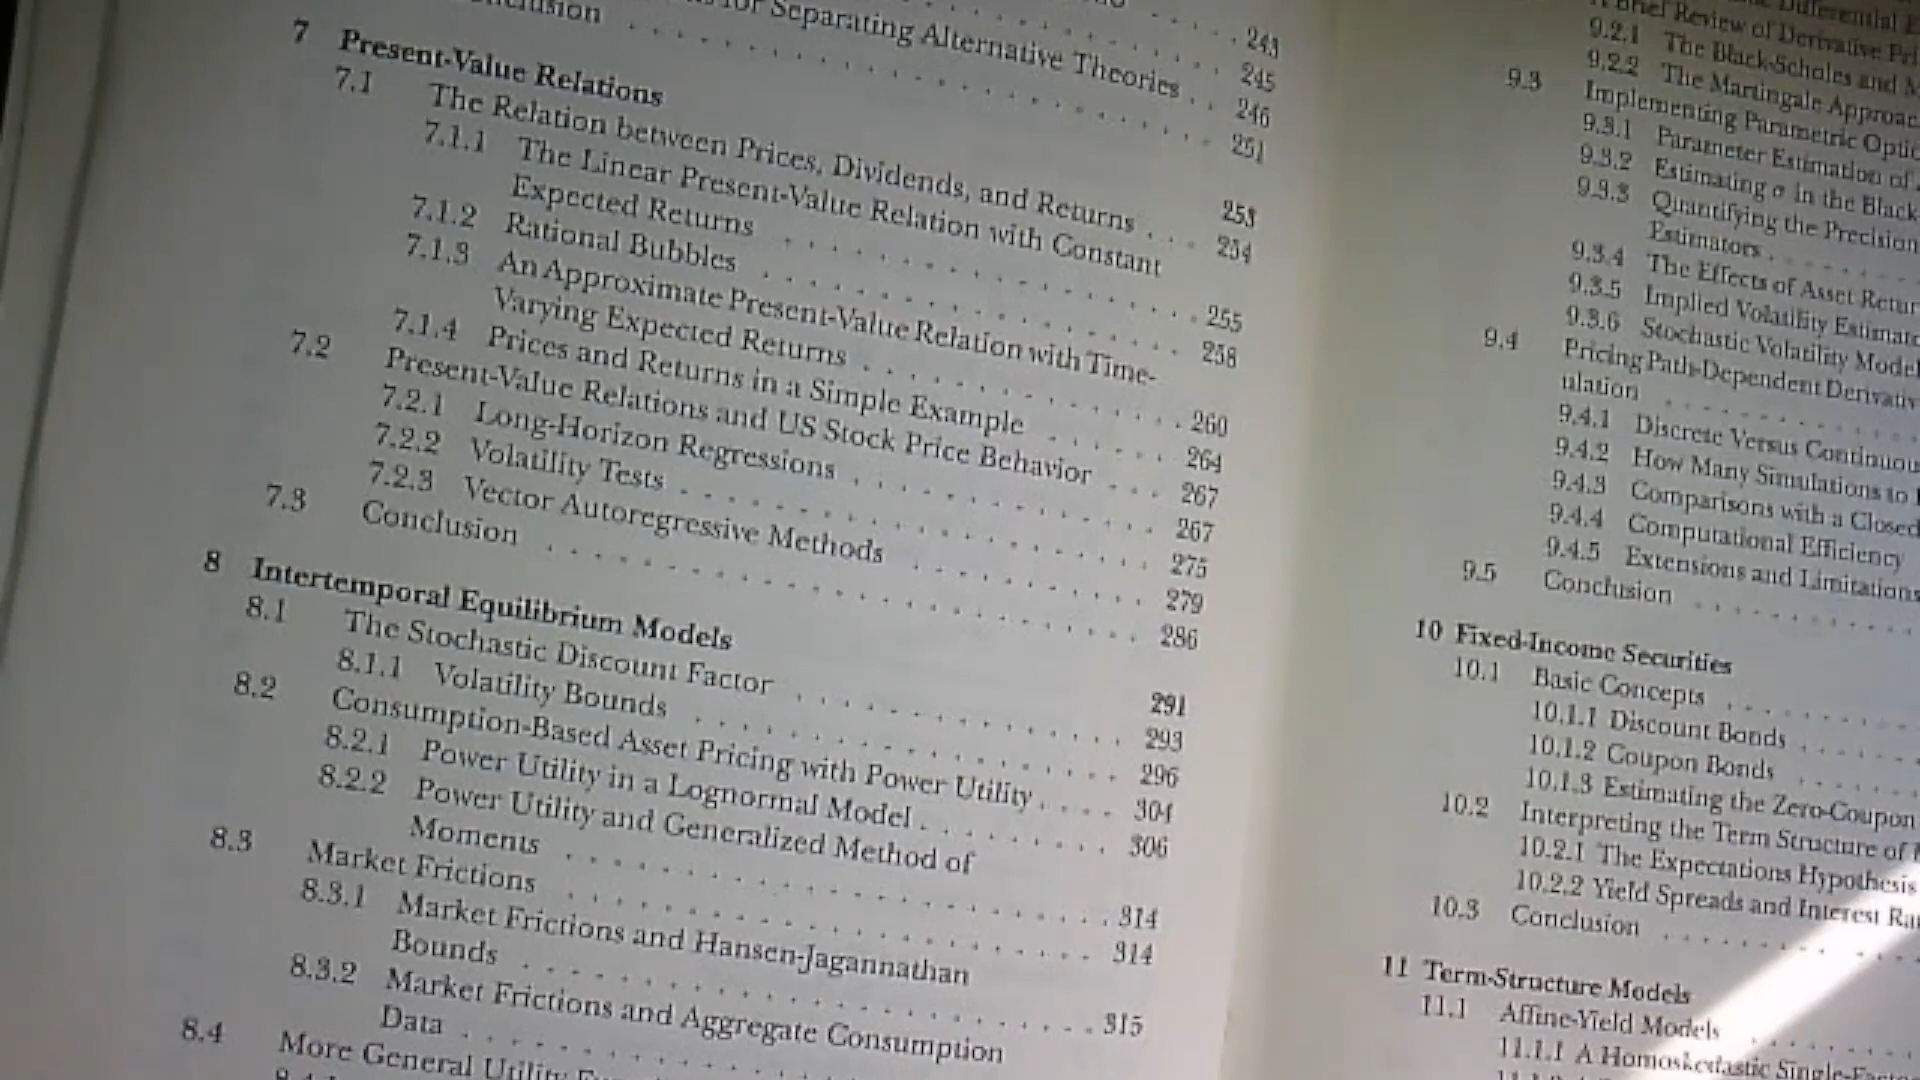 for Separating Alternative Theories . . 246
Conclusion . . . 251
243
245
7 Present-Value Relations 253
7.1 The Relation between Prices, Dividends, and Returns . . . 254
7.1.1 The Linear Present-Value Relation with Constant
Expected Returns . . . 255
7.1.2 Rational Bubbles . . . 258
7.1.3 An Approximate Present-Value Relation with Time-
Varying Expected Returns . . . 260
7.1.4 Prices and Returns in a Simple Example . . . 264
7.2 Present-Value Relations and US Stock Price Behavior . . . 267
7.2.1 Long-Horizon Regressions . . . 267
7.2.2 Volatility Tests . . . 275
7.2.3 Vector Autoregressive Methods . . . 279
7.3 Conclusion . . . 286
8 Intertemporal Equilibrium Models 291
8.1 The Stochastic Discount Factor . . . 293
8.1.1 Volatility Bounds . . . 296
8.2 Consumption-Based Asset Pricing with Power Utility . . . . 304
8.2.1 Power Utility in a Lognormal Model . . . 306
8.2.2 Power Utility and Generalized Method of
Moments . . . 314
8.3 Market Frictions . . . 314
8.3.1 Market Frictions and Hansen-Jagannathan
Bounds . . . 315
8.3.2 Market Frictions and Aggregate Consumption
Data . . .
8.4 More General Utility
Differential
A Brief Review of Derivative
9.2.1 The Black-Scholes and
9.2.2 The Martingale
9.3 Implementing Parametric
9.3.1 Parameter Estimation of
9.3.2 Estimating σ in the Black-
9.3.3 Quantifying the Precision
Estimators . . .
9.3.4 The Effects of Asset
9.3.5 Implied Volatility
9.3.6 Stochastic Volatility
9.4 Pricing Path-Dependent
ulation . . .
9.4.1 Discrete Versus
9.4.2 How Many Simulations to
9.4.3 Comparisons with a Closed
9.4.4 Computational Efficiency
9.4.5 Extensions and Limitations
9.5 Conclusion . . .
10 Fixed-Income Securities
10.1 Basic Concepts . . .
10.1.1 Discount Bonds . . .
10.1.2 Coupon Bonds . . .
10.1.3 Estimating the Zero-Coupon
10.2 Interpreting the Term Structure of
10.2.1 The Expectations Hypothesis
10.2.2 Yield Spreads and Interest
10.3 Conclusion . . .
11 Term-Structure Models
11.1 Affine-Yield Models . . .
11.1.1 A Homoskedastic